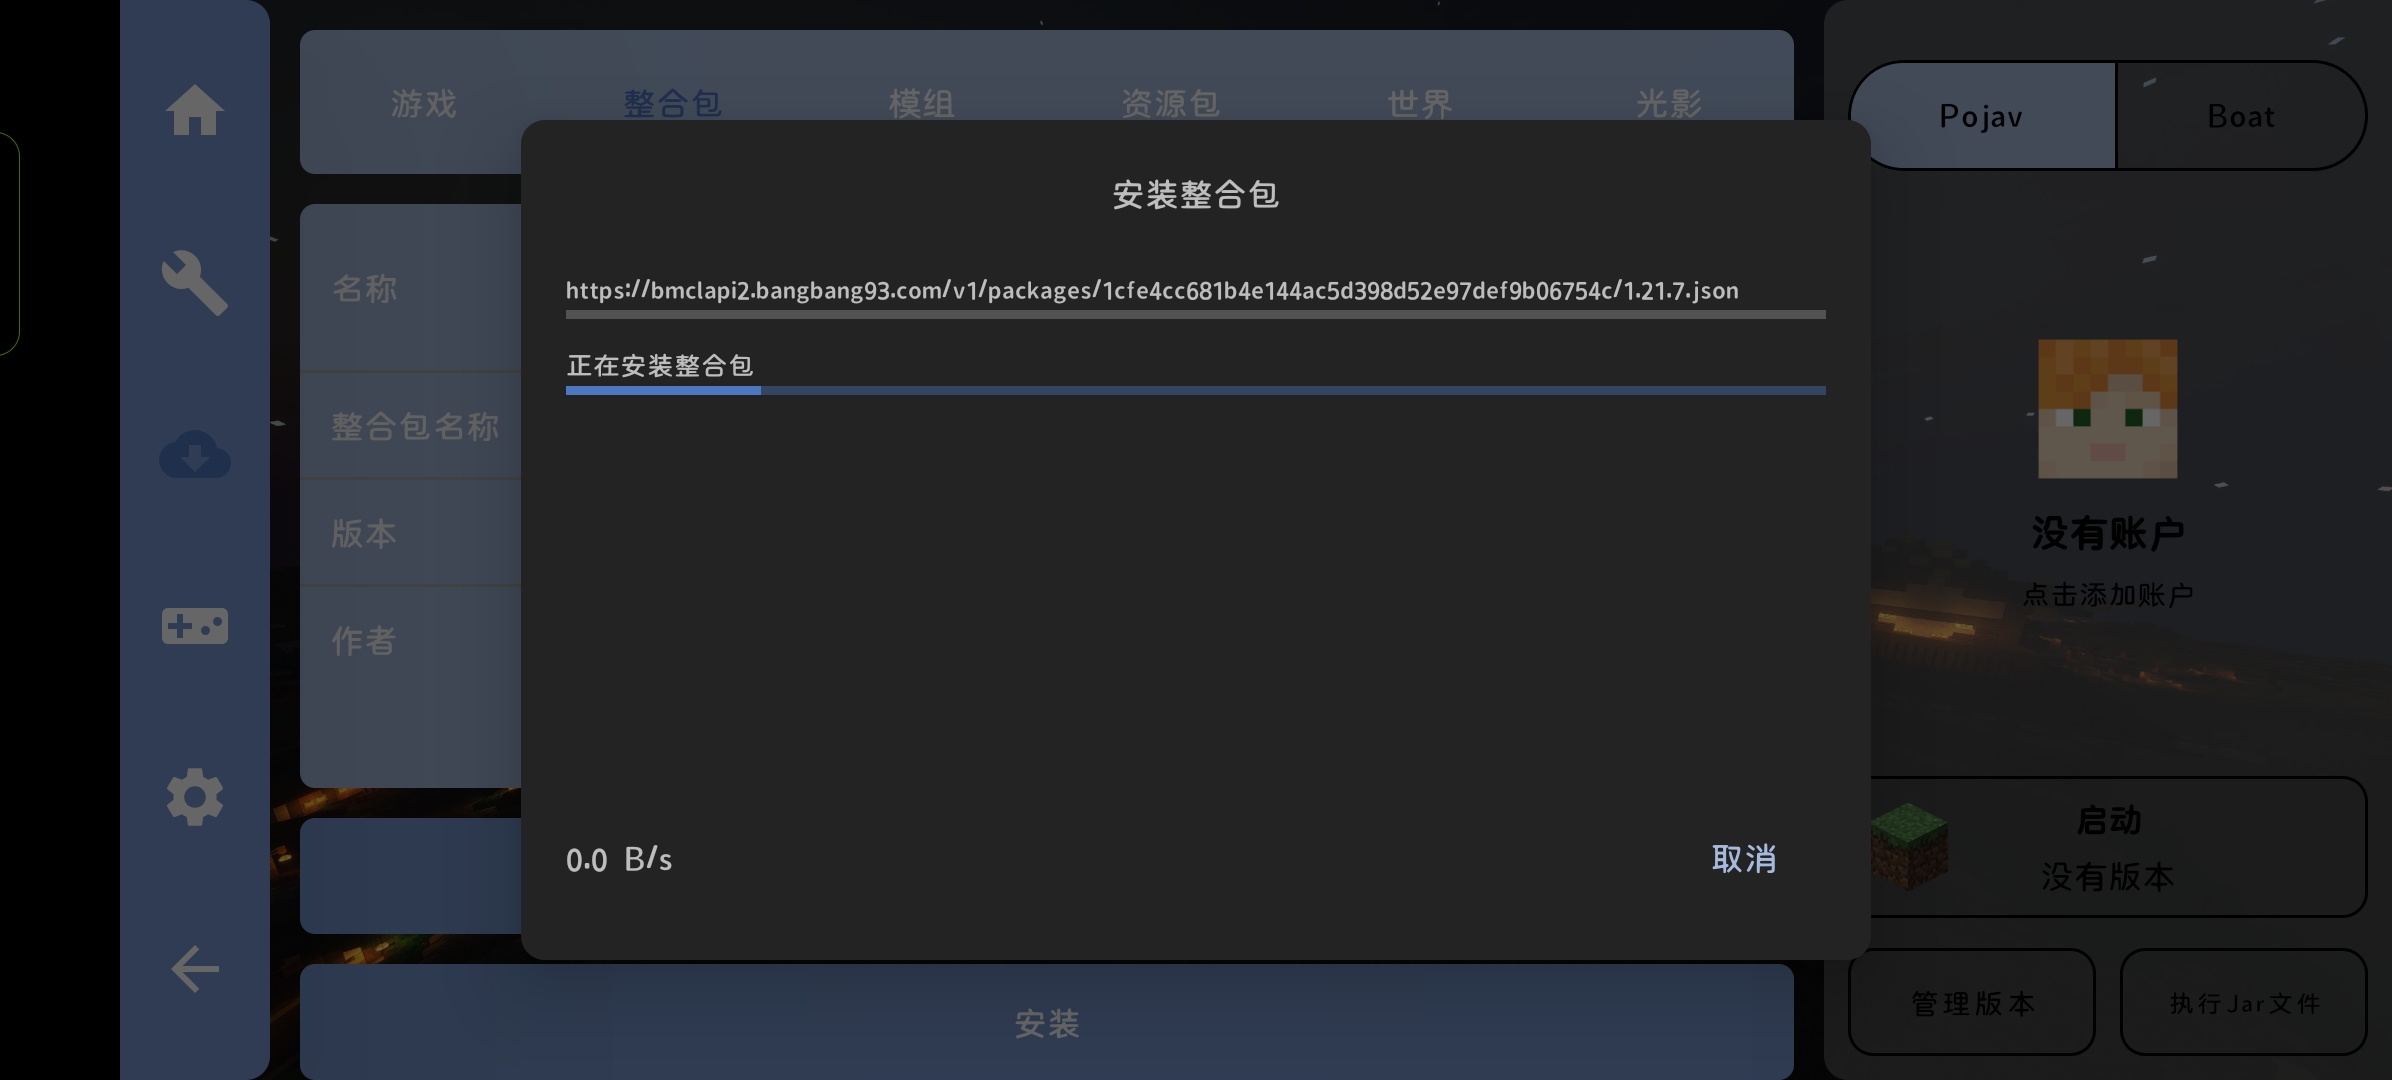 游戏
整合包
模组
资源包
世界
光影
Pojav
Boat
安装整合包
https://bmclapi2.bangbang93.com/v1/packages/1cfe4cc681b4e144ac5d398d52e97def9b06754c/1.21.7.json
名称
正在安装整合包
整合包名称
版本
没有账户
点击添加账户
作者
启动
没有版本
0.0 B/s
取消
管理版本
执行Jar文件
安装